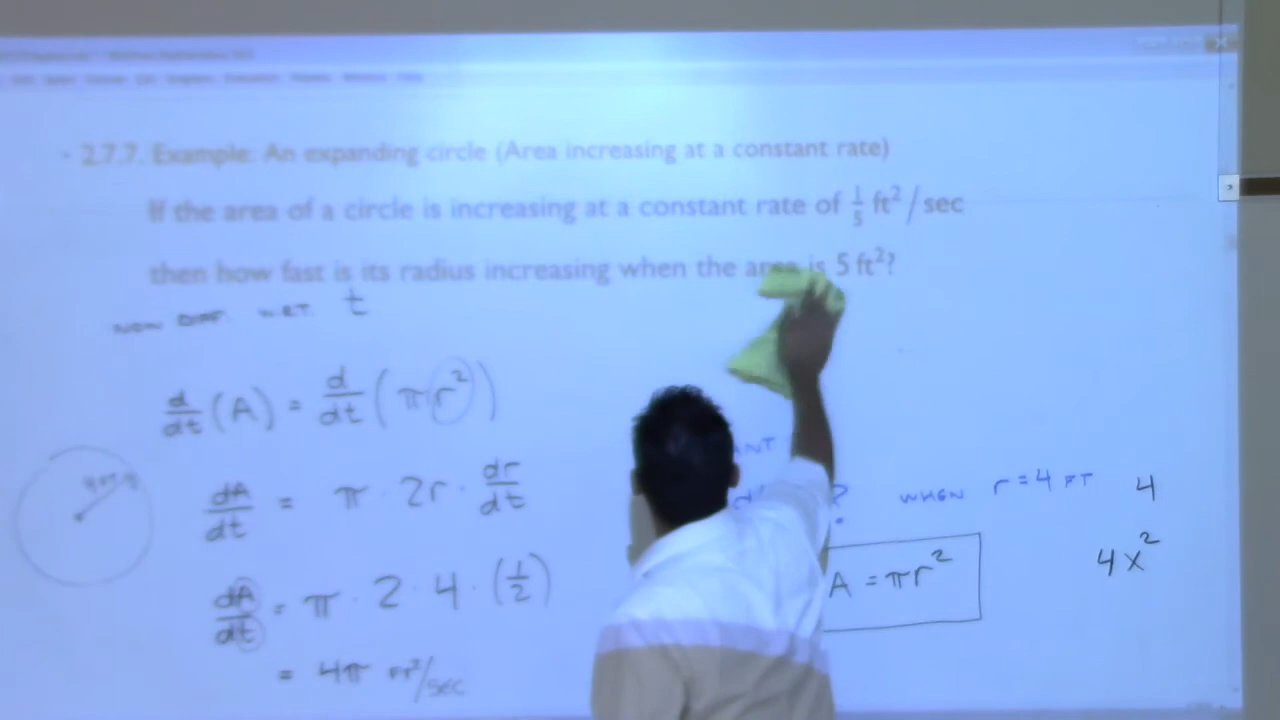 2.7.7. Example: An expanding circle (Area increasing at a constant rate)
If the area of a circle is increasing at a constant rate of 1/5 ft²/sec
then how fast is its radius increasing when the area is 5 ft²?
NOW DIFF. W.R.T. t
d/dt (A) = d/dt (πr²)
dA/dt = π · 2r · dr/dt
dA/dt = π · 2 · 4 · (1/2)
= 4π FT²/SEC
ANT
? WHEN r = 4 FT
A = πr²
4
4x²